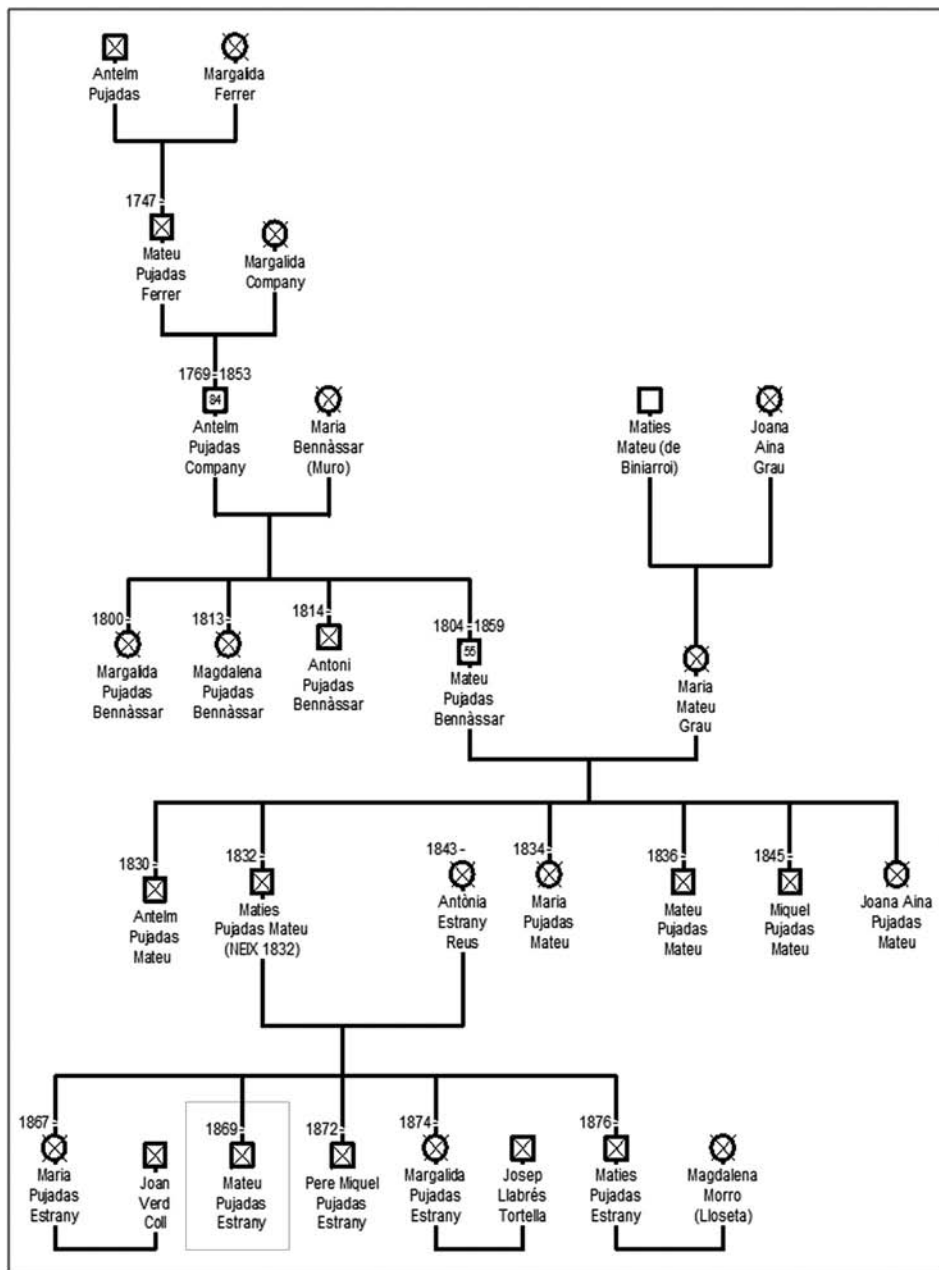 Antelm
Pujadas
Margalida
Ferrer
1747
Mateu
Pujadas
Ferrer
Margalida
Company
1769 1853
84
Antelm
Pujadas
Company
Maria
Bennàssar
(Muro)
Maties
Mateu (de
Biniarroi)
Joana
Aina
Grau
1800
Margalida
Pujadas
Bennàssar
1813
Magdalena
Pujadas
Bennàssar
1814
Antoni
Pujadas
Bennàssar
1804 1859
55
Mateu
Pujadas
Bennàssar
Maria
Mateu
Grau
1830
Antelm
Pujadas
Mateu
1832
Maties
Pujadas Mateu
(NEIX 1832)
1843 -
Antònia
Estrany
Reus
1834
Maria
Pujadas
Mateu
1836
Mateu
Pujadas
Mateu
1845
Miquel
Pujadas
Mateu
Joana Aina
Pujadas
Mateu
1867
Maria
Pujadas
Estrany
Joan
Verd
Coll
1869
Mateu
Pujadas
Estrany
1872
Pere Miquel
Pujadas
Estrany
1874
Margalida
Pujadas
Estrany
Josep
Llabrés
Tortella
1876
Maties
Pujadas
Estrany
Magdalena
Morro
(Lloseta)